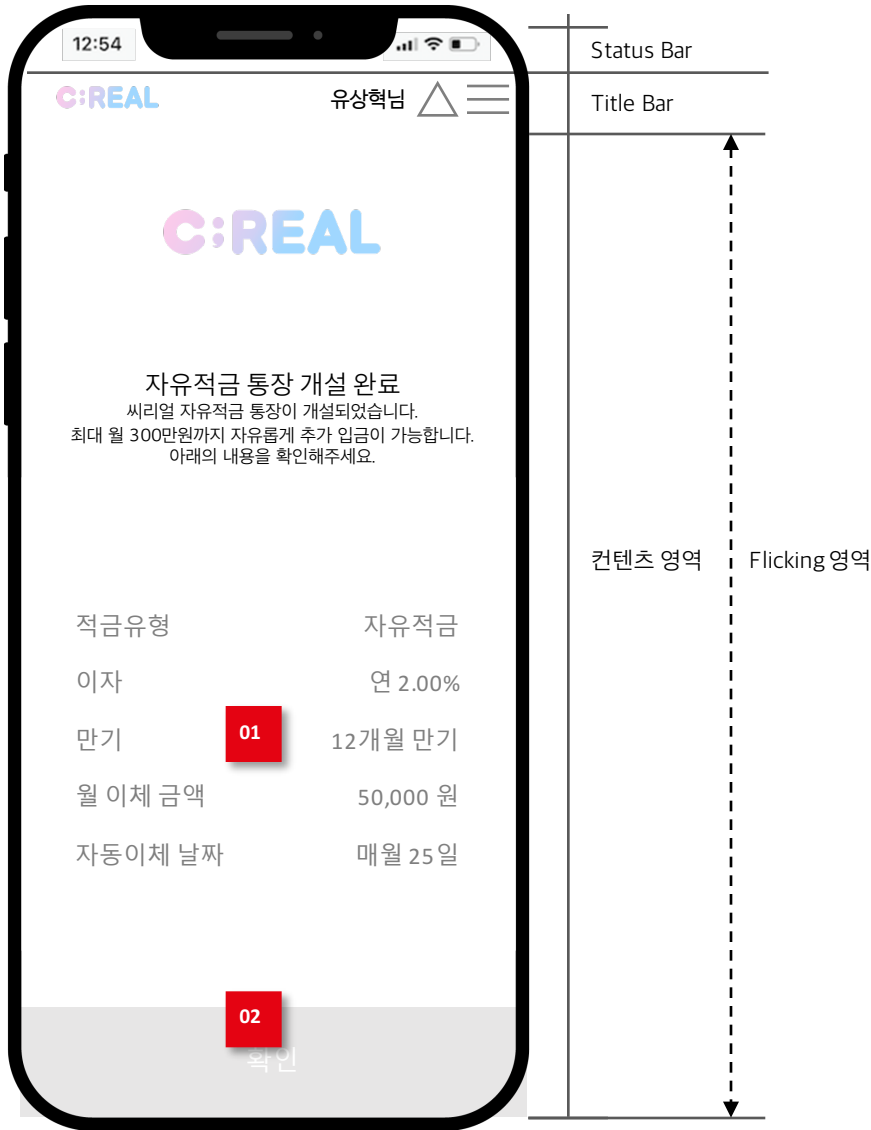 12:54
Status Bar
C;REAL
유상혁님
Title Bar
C;REAL
자유적금 통장 개설 완료
씨리얼 자유적금 통장이 개설되었습니다.
최대 월 300만원까지 자유롭게 추가 입금이 가능합니다.
아래의 내용을 확인해주세요.
컨텐츠 영역
Flicking 영역
적금유형 자유적금
이자 연 2.00%
만기 01 12개월 만기
월 이체 금액 50,000 원
자동이체 날짜 매월 25일
02
확인